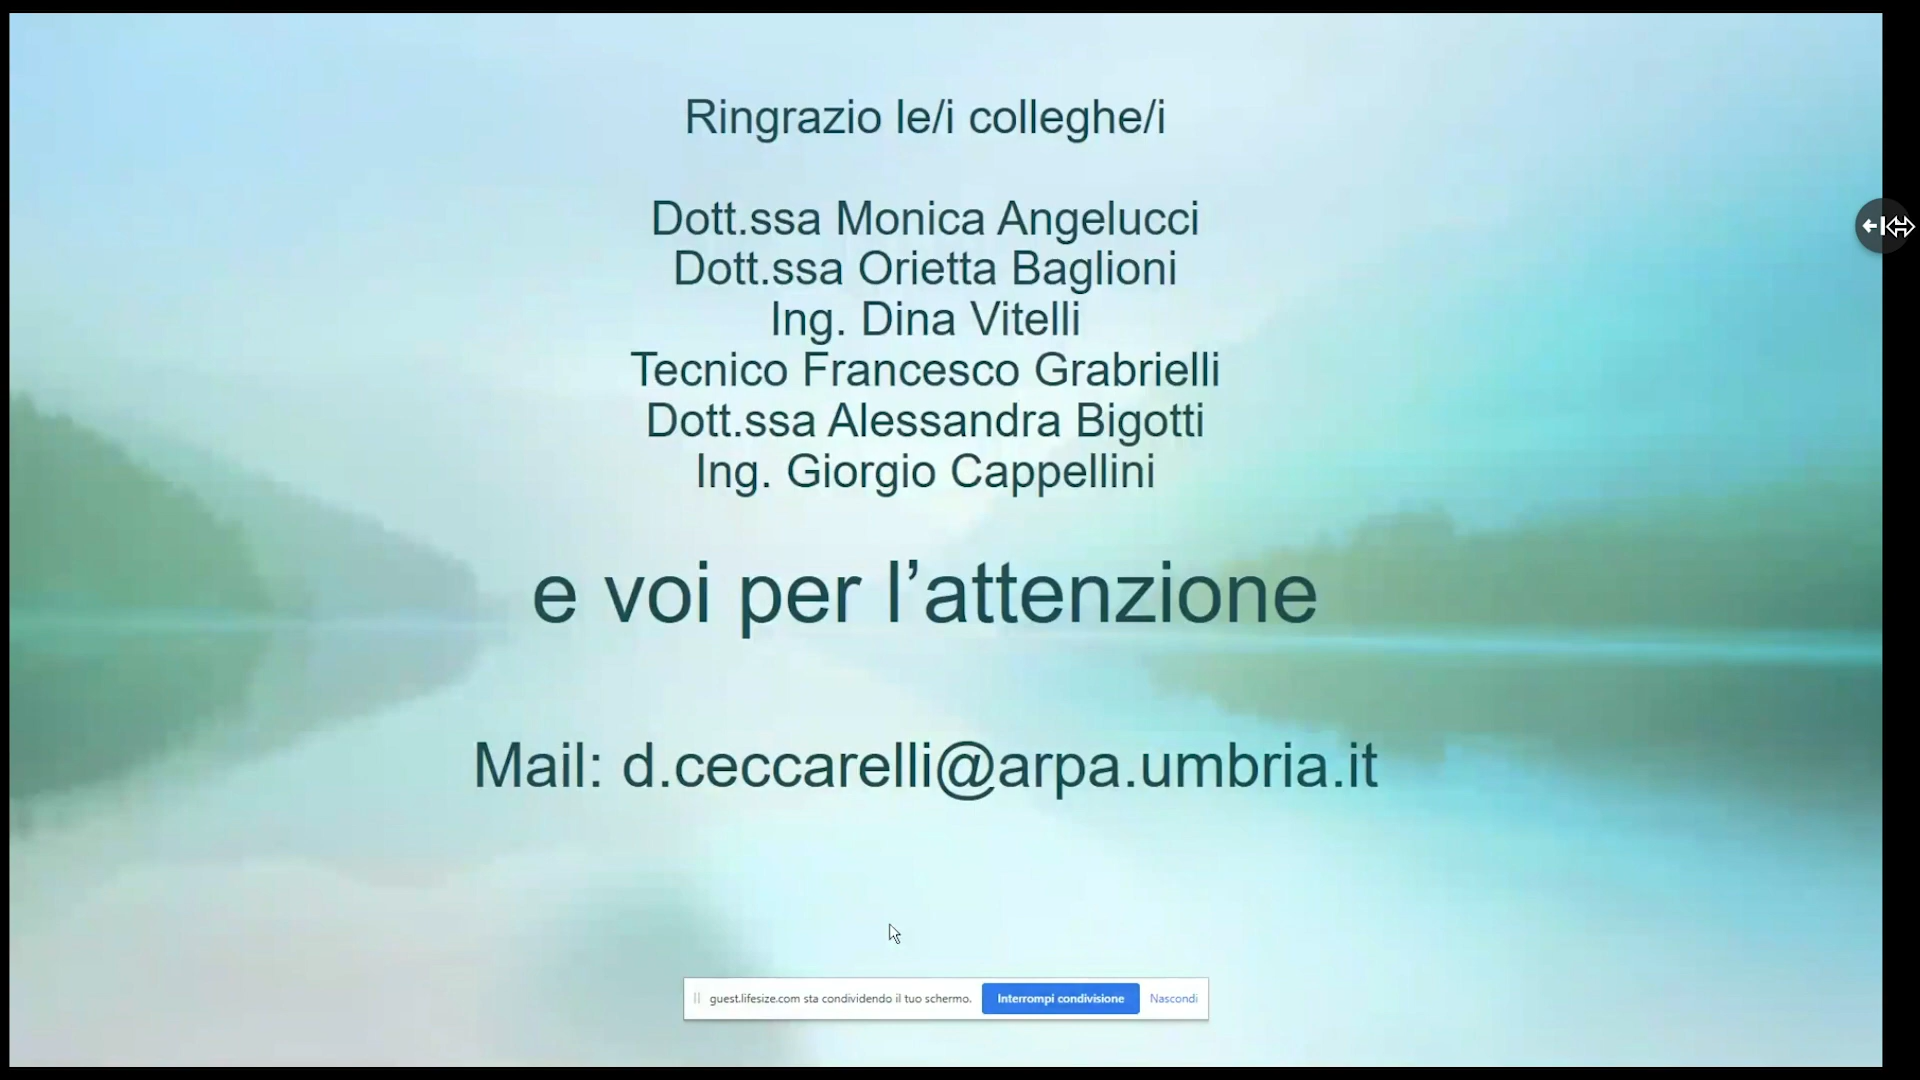 Ringrazio le/i colleghe/i
Dott.ssa Monica Angelucci
Dott.ssa Orietta Baglioni
Ing. Dina Vitelli
Tecnico Francesco Grabrielli
Dott.ssa Alessandra Bigotti
Ing. Giorgio Cappellini
e voi per l’attenzione
Mail: d.ceccarelli@arpa.umbria.it
guest.lifesize.com sta condividendo il tuo schermo. Interrompi condivisione Nascondi